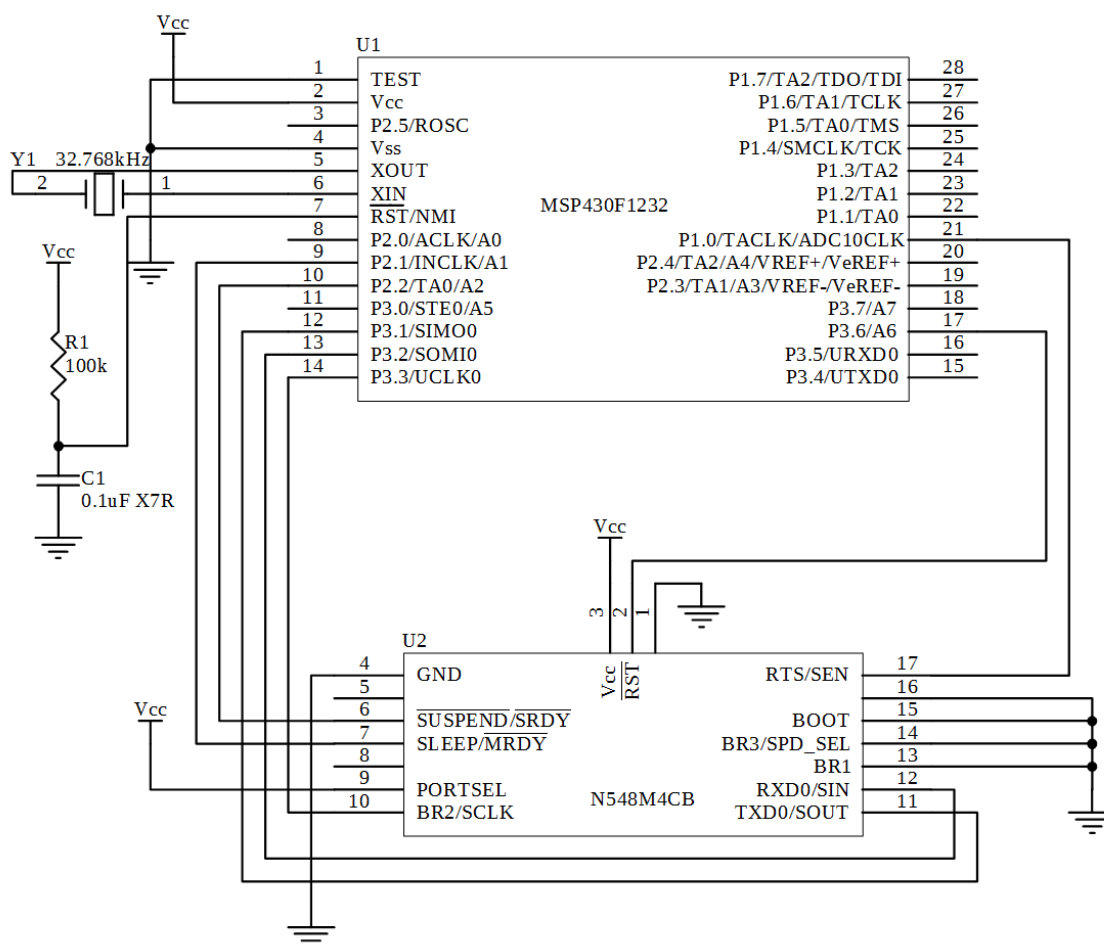 Vcc
U1
1 TEST P1.7/TA2/TDO/TDI 28
2 Vcc P1.6/TA1/TCLK 27
3 P2.5/ROSC P1.5/TA0/TMS 26
4 Vss P1.4/SMCLK/TCK 25
Y1 32.768kHz
5 XOUT P1.3/TA2 24
2 1
6 XIN P1.2/TA1 23
MSP430F1232
7 RST/NMI P1.1/TA0 22
8 P2.0/ACLK/A0 P1.0/TACLK/ADC10CLK 21
Vcc
9 P2.1/INCLK/A1 P2.4/TA2/A4/VREF+/VeREF+ 20
10 P2.2/TA0/A2 P2.3/TA1/A3/VREF-/VeREF- 19
11 P3.0/STE0/A5 P3.7/A7 18
12 P3.1/SIMO0 P3.6/A6 17
R1
100k
13 P3.2/SOMI0 P3.5/URXD0 16
14 P3.3/UCLK0 P3.4/UTXD0 15
C1
0.1uF X7R
Vcc
3 2 1
U2
Vcc RST
4 GND RTS/SEN 17
5 16
Vcc
6 SUSPEND/SRDY BOOT 15
7 SLEEP/MRDY BR3/SPD_SEL 14
8 BR1 13
9 PORTSEL RXD0/SIN 12
N548M4CB
10 BR2/SCLK TXD0/SOUT 11